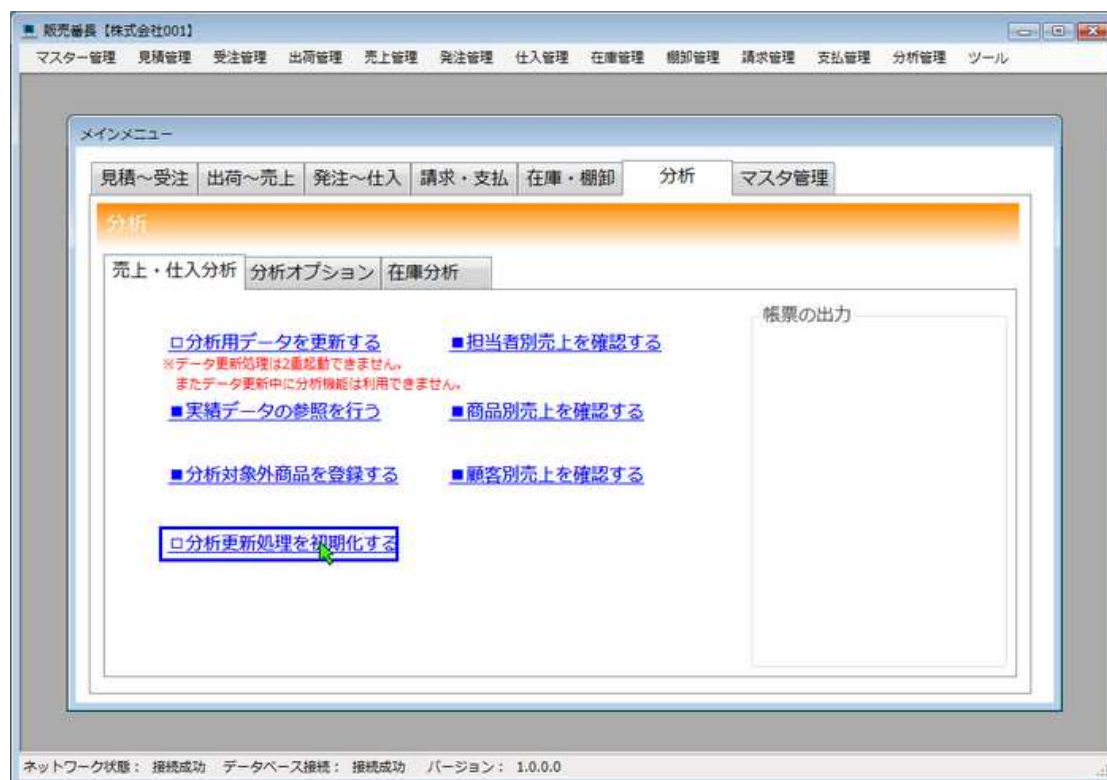 販売番長【株式会社001】
マスター管理 見積管理 受注管理 出荷管理 売上管理 発注管理 仕入管理 在庫管理 棚卸管理 請求管理 支払管理 分析管理 ツール
メインメニュー
見積～受注 出荷～売上 発注～仕入 請求・支払 在庫・棚卸 分析 マスタ管理
分析
売上・仕入分析 分析オプション 在庫分析
帳票の出力
□分析用データを更新する ■担当者別売上を確認する
※データ更新処理は2重起動できません。
またデータ更新中に分析機能は利用できません。
■実績データの参照を行う ■商品別売上を確認する
■分析対象外商品を登録する ■顧客別売上を確認する
□分析更新処理を初期化する
ネットワーク状態： 接続成功 データベース接続： 接続成功 バージョン： 1.0.0.0